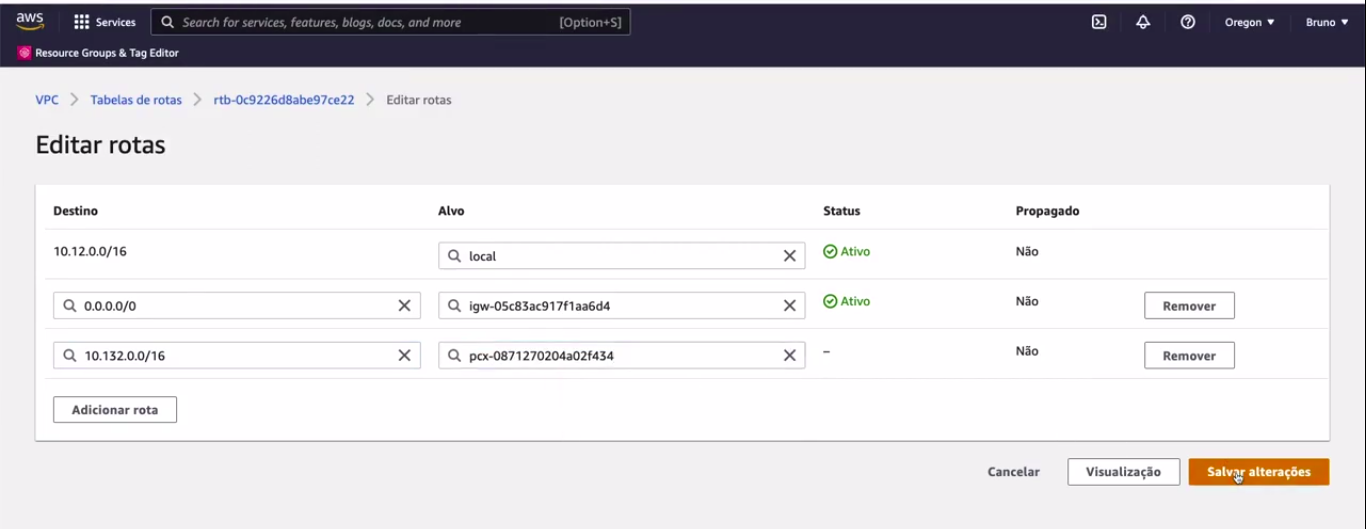 aws Services Search for services, features, blogs, docs, and more [Option+S] Oregon ▼ Bruno ▼
Resource Groups & Tag Editor
VPC > Tabelas de rotas > rtb-0c9226d8abe97ce22 > Editar rotas
Editar rotas
Destino Alvo Status Propagado
10.12.0.0/16 local Ativo Não
0.0.0.0/0 igw-05c83ac917f1aa6d4 Ativo Não Remover
10.132.0.0/16 pcx-0871270204a02f434 – Não Remover
Adicionar rota
Cancelar Visualização Salvar alterações